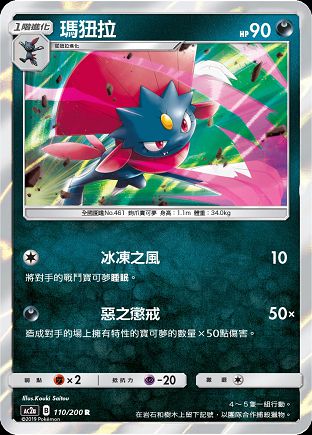 1階進化
瑪狃拉
HP 90
從狃拉進化
全國圖鑑No.461 鉤爪寶可夢 身高：1.1m 體重：34.0kg
冰凍之風 10
將對手的戰鬥寶可夢睡眠。
惡之懲戒 50×
造成對手的場上擁有特性的寶可夢的數量×50點傷害。
弱點 ×2 抵抗力 -20 撤退
Illus.Kouki Saitou
AC2a B 110/200 R
©2019 Pokémon
4～5隻一組行動。
在岩石和樹木上留下記號，以團隊合作捕殺獵物。